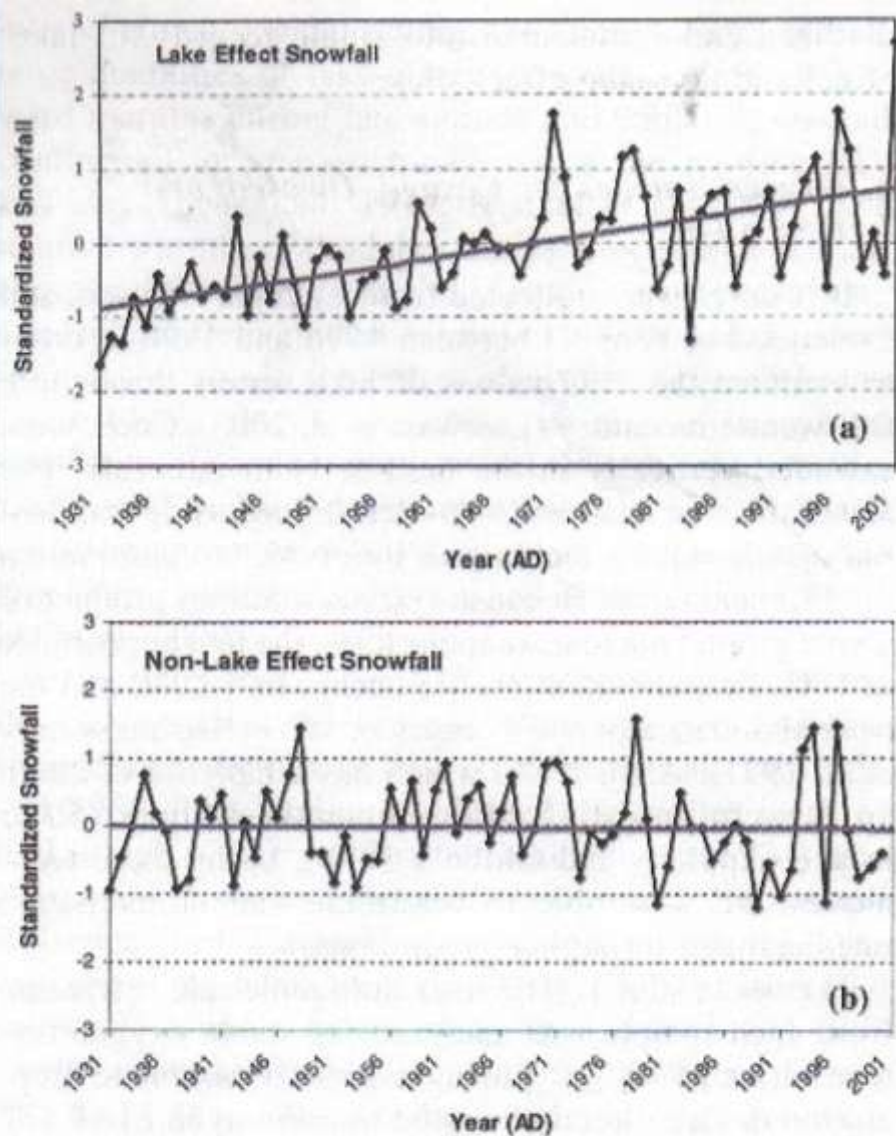 3
Lake Effect Snowfall
2
1
0
-1
-2
-3
Standardized Snowfall
(a)
1931 1936 1941 1946 1951 1956 1961 1966 1971 1976 1981 1986 1991 1996 2001
Year (AD)
3
Non-Lake Effect Snowfall
2
1
0
-1
-2
-3
Standardized Snowfall
(b)
1931 1936 1941 1946 1951 1956 1961 1966 1971 1976 1981 1986 1991 1996 2001
Year (AD)